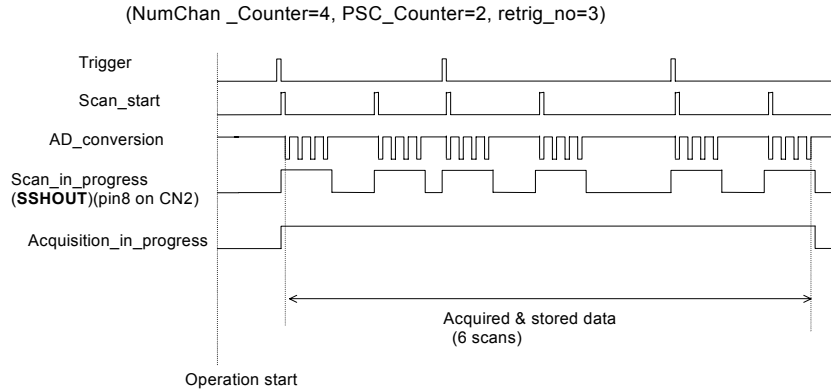 (NumChan _Counter=4, PSC_Counter=2, retrig_no=3)
Trigger
Scan_start
AD_conversion
Scan_in_progress
(SSHOUT)(pin8 on CN2)
Acquisition_in_progress
Acquired & stored data
(6 scans)
Operation start